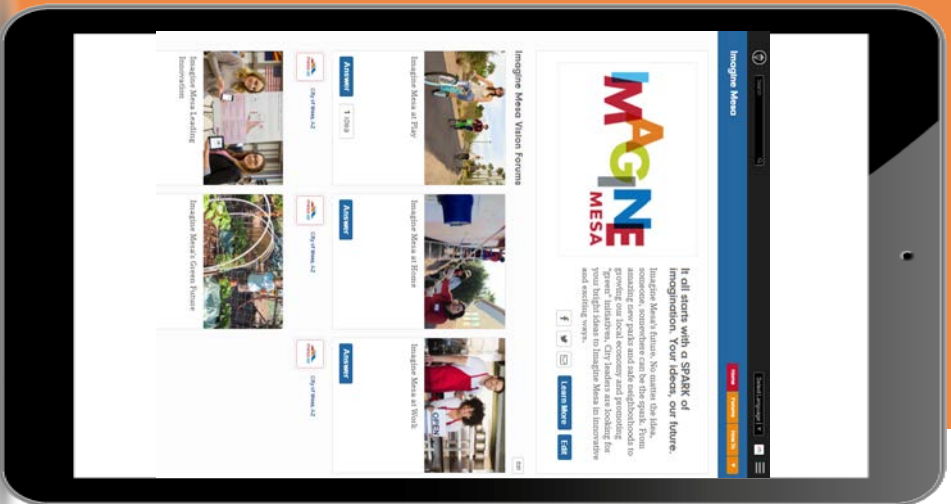 Search
Select Language
Imagine Mesa
Home
Forums
How To
IMAGINE
MESA
It all starts with a SPARK of
imagination. Your ideas, our future.
Imagine Mesa's future. No matter the idea,
someone, somewhere can be the spark. From
amazing new parks and safe neighborhoods to
growing our local economy and promoting
"green" initiatives, City leaders are looking for
your bright ideas to Imagine Mesa in innovative
and exciting ways.
Learn More
Edit
Imagine Mesa Vision Forums
OPEN
Imagine Mesa at Play
Imagine Mesa at Home
Imagine Mesa at Work
Answer
1 idea
Answer
Answer
City of Mesa, AZ
City of Mesa, AZ
City of Mesa, AZ
Imagine Mesa Leading
Innovation
Imagine Mesa's Green Future